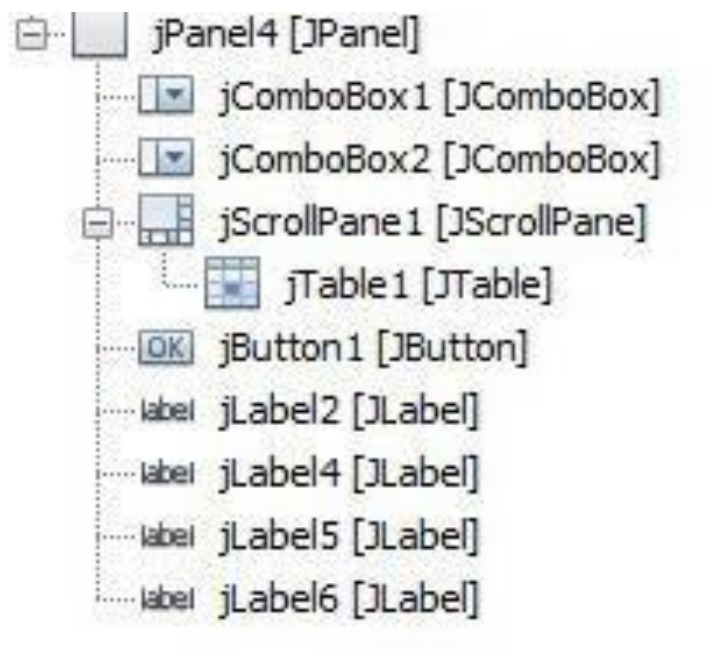 jPanel4 [JPanel]
jComboBox1 [JComboBox]
jComboBox2 [JComboBox]
jScrollPane1 [JScrollPane]
jTable1 [JTable]
OK jButton1 [JButton]
label jLabel2 [JLabel]
label jLabel4 [JLabel]
label jLabel5 [JLabel]
label jLabel6 [JLabel]